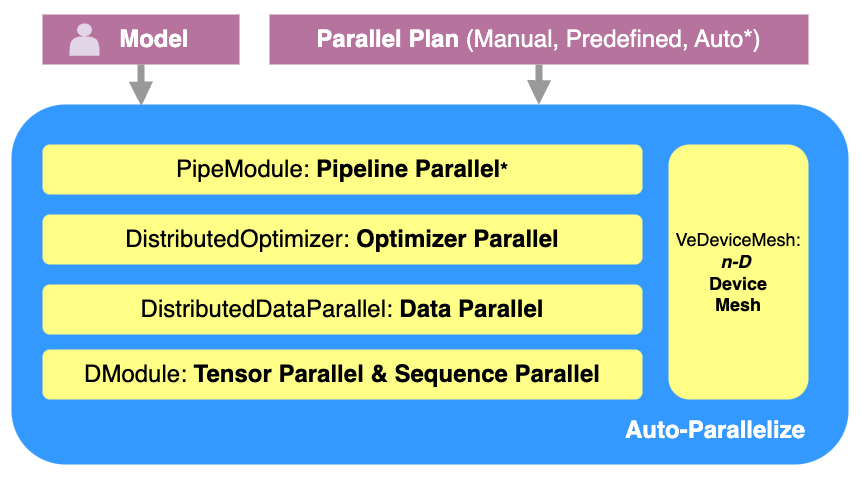 Model
Parallel Plan (Manual, Predefined, Auto*)
PipeModule: Pipeline Parallel*
DistributedOptimizer: Optimizer Parallel
DistributedDataParallel: Data Parallel
DModule: Tensor Parallel & Sequence Parallel
VeDeviceMesh:
n-D
Device
Mesh
Auto-Parallelize